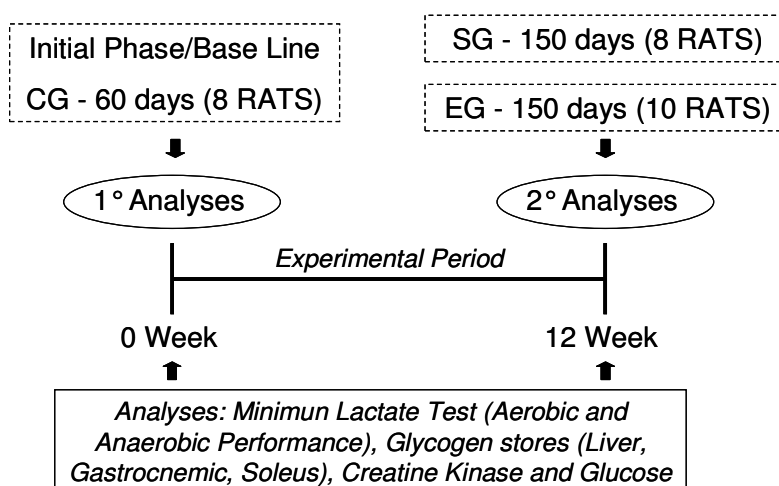 Initial Phase/Base Line
CG - 60 days (8 RATS)
SG - 150 days (8 RATS)
EG - 150 days (10 RATS)
1° Analyses
2° Analyses
Experimental Period
0 Week
12 Week
Analyses: Minimun Lactate Test (Aerobic and
Anaerobic Performance), Glycogen stores (Liver,
Gastrocnemic, Soleus), Creatine Kinase and Glucose